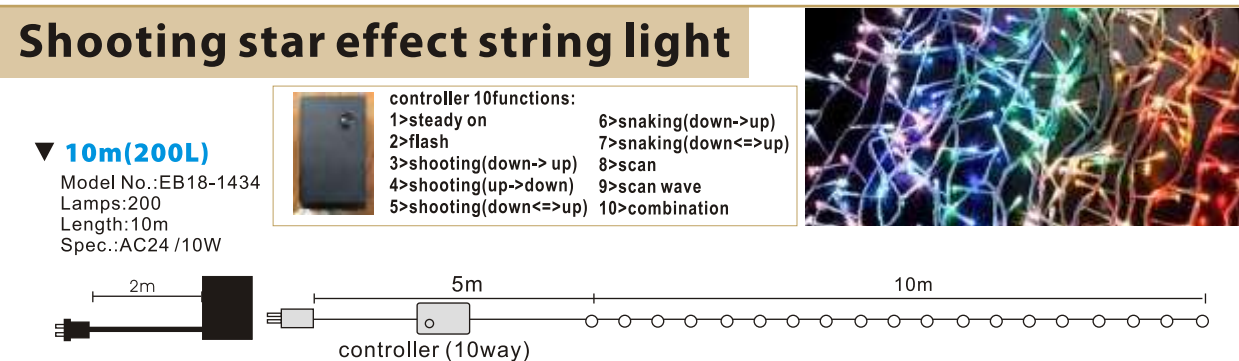 Shooting star effect string light
controller 10functions:
1>steady on
2>flash
3>shooting(down-> up)
4>shooting(up->down)
5>shooting(down<=>up)
6>snaking(down->up)
7>snaking(down<=>up)
8>scan
9>scan wave
10>combination
▼ 10m(200L)
Model No.:EB18-1434
Lamps:200
Length:10m
Spec.:AC24 /10W
2m
5m
10m
controller (10way)